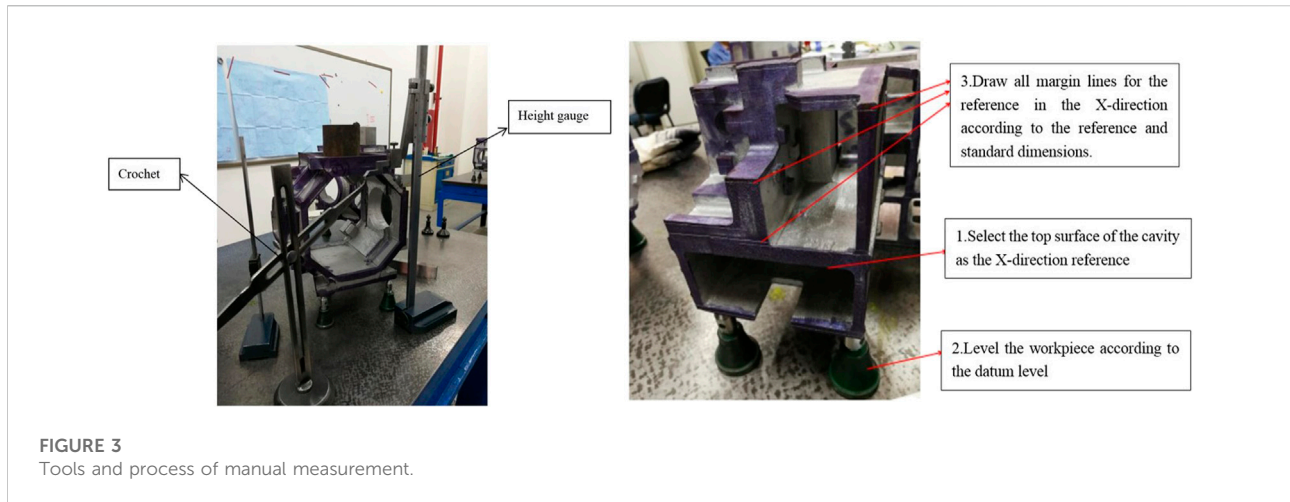 Crochet
Height gauge
3.Draw all margin lines for the
reference in the X-direction
according to the reference and
standard dimensions.
1.Select the top surface of the cavity
as the X-direction reference
2.Level the workpiece according to
the datum level
FIGURE 3
Tools and process of manual measurement.